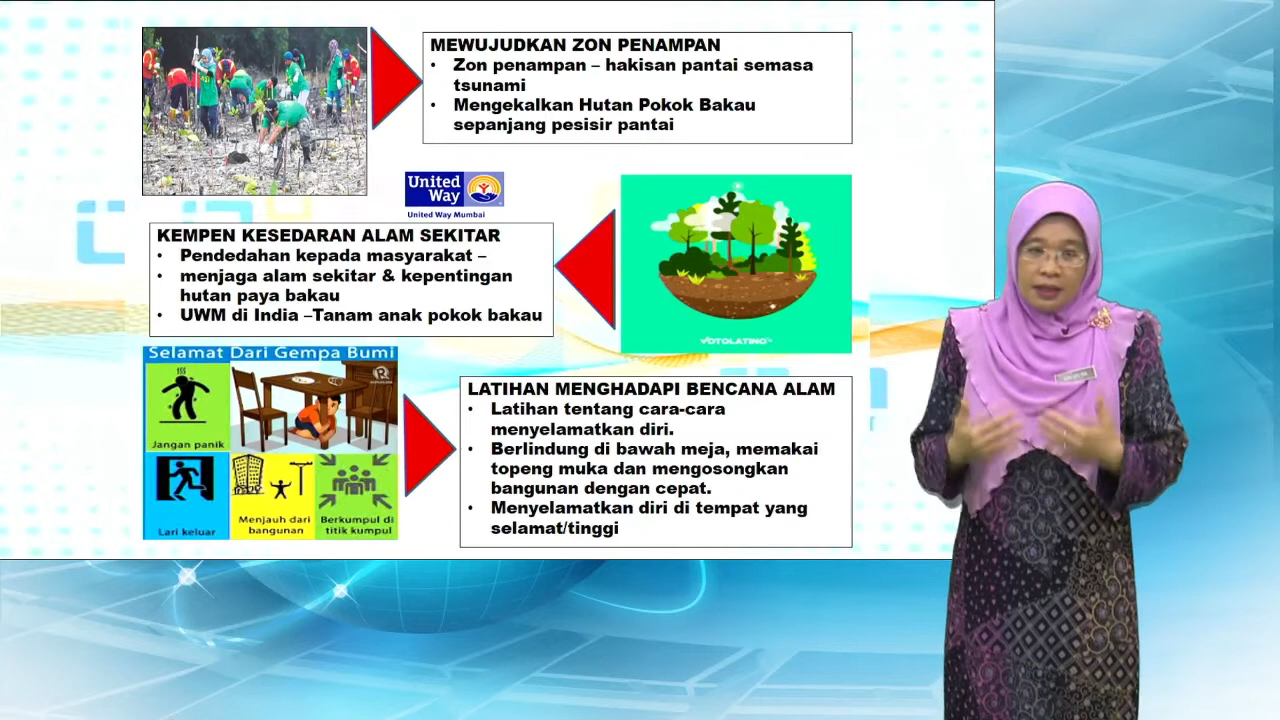 MEWUJUDKAN ZON PENAMPAN
• Zon penampan – hakisan pantai semasa
tsunami
• Mengekalkan Hutan Pokok Bakau
sepanjang pesisir pantai
United
Way
United Way Mumbai
KEMPEN KESEDARAN ALAM SEKITAR
• Pendedahan kepada masyarakat –
• menjaga alam sekitar & kepentingan
hutan paya bakau
• UWM di India –Tanam anak pokok bakau
VOTOLATINO
Selamat Dari Gempa Bumi
Jangan panik
Lari keluar
Menjauh dari
bangunan
Berkumpul di
titik kumpul
LATIHAN MENGHADAPI BENCANA ALAM
• Latihan tentang cara-cara
menyelamatkan diri.
• Berlindung di bawah meja, memakai
topeng muka dan mengosongkan
bangunan dengan cepat.
• Menyelamatkan diri di tempat yang
selamat/tinggi